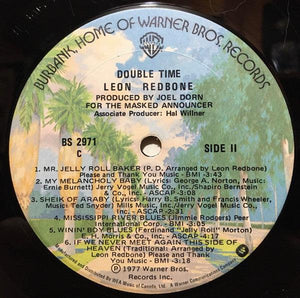 BURBANK, HOME OF WARNER BROS. RECORDS
DOUBLE TIME
LEON REDBONE
PRODUCED BY JOEL DORN
FOR THE MASKED ANNOUNCER
Associate Producer: Hal Willner
BS 2971
C
SIDE II
1. MR. JELLY ROLL BAKER (P. D. Arranged by Leon Redbone)
Please and Thank You Music - BMI -3:43
2. MY MELANCHOLY BABY (Lyrics: George A. Norton, Music:
Ernie Burnett) Jerry Vogel Music Co., Inc./Shapiro Bernstein
& Co. - ASCAP-3:08
3. SHEIK OF ARABY (Lyrics: Harry B. Smith and Francis Wheeler,
Music: Ted Snyder) Mills Music Inc./Jerry Vogel Music
Co., Inc. - ASCAP-
4. MISSISSIPPI RIVER BLUES (Jimmie Rodgers) Peer
International Corp. - BMI -3:05
5. WININ' BOY BLUES (Ferdinand "Jelly Roll" Morton)
E. H. Morris & Co., Inc. - ASCAP-4:17
6. IF WE NEVER MEET AGAIN THIS SIDE OF
HEAVEN (Traditional; Arranged by Leon Redbone)
Please and Thank You
Music - BMI-3:18
℗ 1977 Warner Bros.
Records Inc.